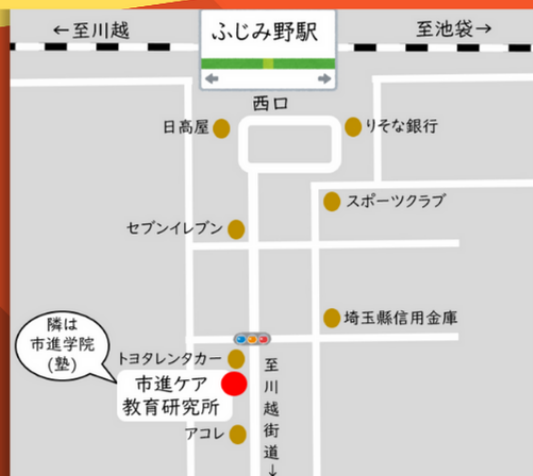 ←至川越
ふじみ野駅
至池袋→
西口
日高屋
りそな銀行
スポーツクラブ
セブンイレブン
埼玉縣信用金庫
隣は
市進学院
(塾)
トヨタレンタカー
市進ケア
教育研究所
アコレ
至川越街道→